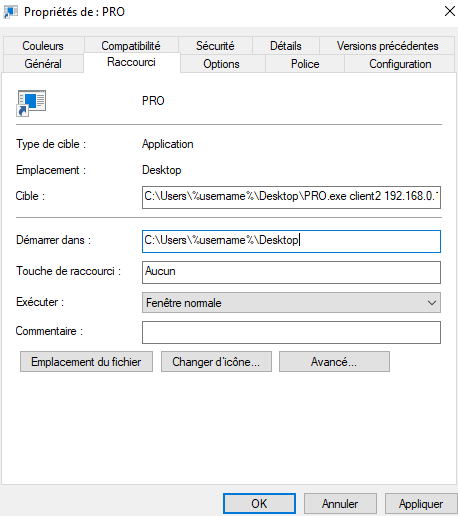 Propriétés de : PRO
Couleurs Compatibilité Sécurité Détails Versions précédentes
Général Raccourci Options Police Configuration
PRO
Type de cible : Application
Emplacement : Desktop
Cible : C:\Users\%username%\Desktop\PRO.exe client2 192.168.0.
Démarrer dans : C:\Users\%username%\Desktop
Touche de raccourci : Aucun
Exécuter : Fenêtre normale
Commentaire :
Emplacement du fichier Changer d'icône... Avancé...
OK Annuler Appliquer